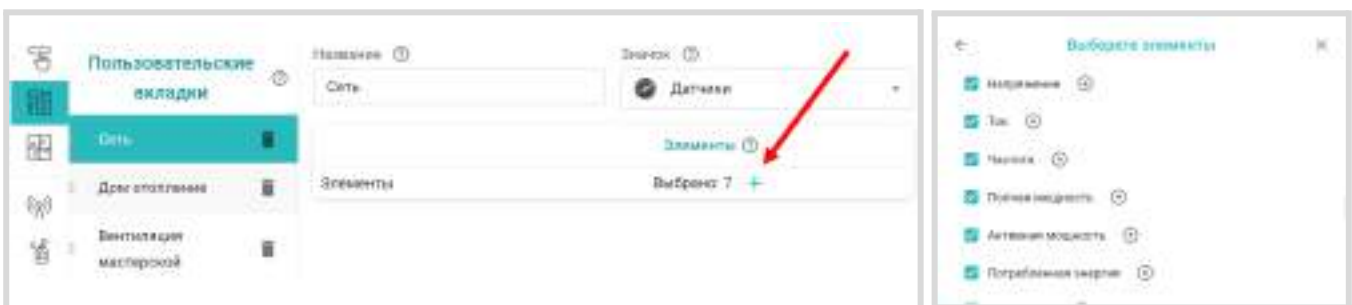 Пользовательские
вкладки
Сеть
Дом отопление
Вентиляция
мастерской
Название
Значок
Сеть
Датчики
Элементы
Элементы
Выбрано: 7 +
Выберите элементы
Напряжение
Ток
Частота
Полная мощность
Активная мощность
Потребленная энергия